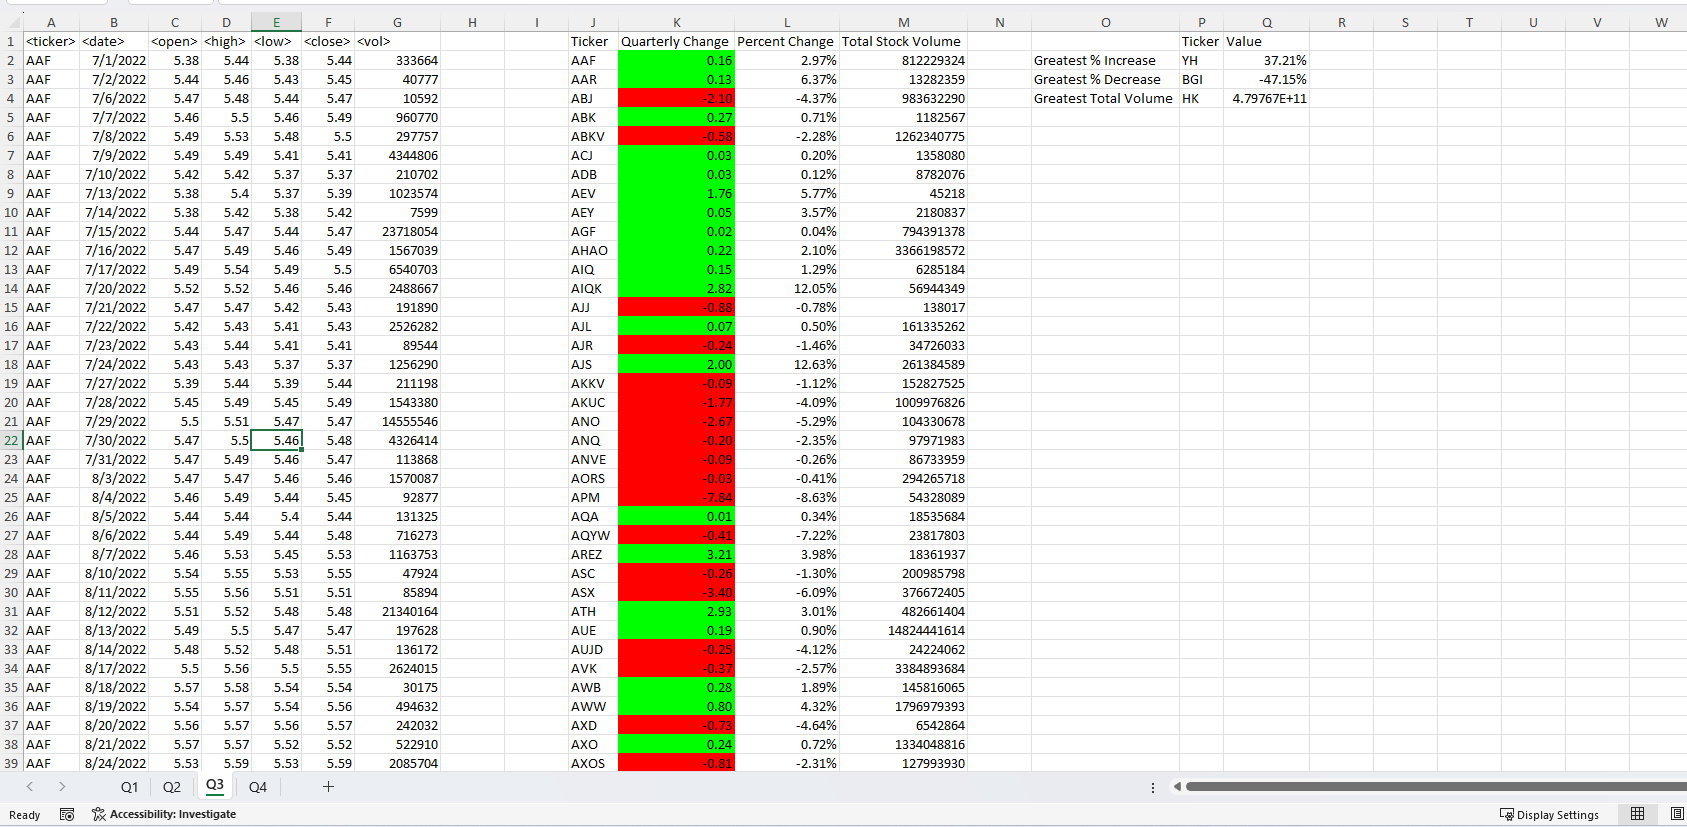 A B C D E F G H I J K L M N O P Q R S T U V W
1 <ticker> <date> <open> <high> <low> <close> <vol> Ticker Quarterly Change Percent Change Total Stock Volume Ticker Value
2 AAF 7/1/2022 5.38 5.44 5.38 5.44 333664 AAF 0.16 2.97% 812229324 Greatest % Increase YH 37.21%
3 AAF 7/2/2022 5.44 5.46 5.43 5.45 40777 AAR 0.13 6.37% 13282359 Greatest % Decrease BGI -47.15%
4 AAF 7/6/2022 5.47 5.48 5.44 5.47 10592 ABJ -2.10 -4.37% 983632290 Greatest Total Volume HK 4.79767E+11
5 AAF 7/7/2022 5.46 5.5 5.46 5.49 960770 ABK 0.27 0.71% 1182567
6 AAF 7/8/2022 5.49 5.53 5.48 5.5 297757 ABKV -0.58 -2.28% 1262340775
7 AAF 7/9/2022 5.49 5.49 5.41 5.41 4344806 ACJ 0.03 0.20% 1358080
8 AAF 7/10/2022 5.42 5.42 5.37 5.37 210702 ADB 0.03 0.12% 8782076
9 AAF 7/13/2022 5.38 5.4 5.37 5.39 1023574 AEV 1.76 5.77% 45218
10 AAF 7/14/2022 5.38 5.42 5.38 5.42 7599 AEY 0.05 3.57% 2180837
11 AAF 7/15/2022 5.44 5.47 5.44 5.47 23718054 AGF 0.02 0.04% 794391378
12 AAF 7/16/2022 5.47 5.49 5.46 5.49 1567039 AHAO 0.22 2.10% 3366198572
13 AAF 7/17/2022 5.49 5.54 5.49 5.5 6540703 AIQ 0.15 1.29% 6285184
14 AAF 7/20/2022 5.52 5.52 5.46 5.46 2488667 AIQK 2.82 12.05% 56944349
15 AAF 7/21/2022 5.47 5.47 5.42 5.43 191890 AJJ -0.88 -0.78% 138017
16 AAF 7/22/2022 5.42 5.43 5.41 5.43 2526282 AJL 0.07 0.50% 161335262
17 AAF 7/23/2022 5.43 5.44 5.41 5.41 89544 AJR -0.24 -1.46% 34726033
18 AAF 7/24/2022 5.43 5.43 5.37 5.37 1256290 AJS 2.00 12.63% 261384589
19 AAF 7/27/2022 5.39 5.44 5.39 5.44 211198 AKKV -0.09 -1.12% 152827525
20 AAF 7/28/2022 5.45 5.49 5.45 5.49 1543380 AKUC -1.77 -4.09% 1009976826
21 AAF 7/29/2022 5.5 5.51 5.47 5.47 14555546 ANO -2.67 -5.29% 104330678
22 AAF 7/30/2022 5.47 5.5 5.46 5.48 4326414 ANQ -0.20 -2.35% 97971983
23 AAF 7/31/2022 5.47 5.49 5.46 5.47 113868 ANVE -0.09 -0.26% 86733959
24 AAF 8/3/2022 5.47 5.47 5.46 5.46 1570087 AORS -0.03 -0.41% 294265718
25 AAF 8/4/2022 5.46 5.49 5.44 5.45 92877 APM -7.84 -8.63% 54328089
26 AAF 8/5/2022 5.44 5.44 5.4 5.44 131325 AQA 0.01 0.34% 18535684
27 AAF 8/6/2022 5.44 5.49 5.44 5.48 716273 AQYW -0.41 -7.22% 23817803
28 AAF 8/7/2022 5.46 5.53 5.45 5.53 1163753 AREZ 3.21 3.98% 18361937
29 AAF 8/10/2022 5.54 5.55 5.53 5.55 47924 ASC -0.26 -1.30% 200985798
30 AAF 8/11/2022 5.55 5.56 5.51 5.51 85894 ASX -3.40 -6.09% 376672405
31 AAF 8/12/2022 5.51 5.52 5.48 5.48 21340164 ATH 2.93 3.01% 482661404
32 AAF 8/13/2022 5.49 5.5 5.47 5.47 197628 AUE 0.19 0.90% 14824441614
33 AAF 8/14/2022 5.48 5.52 5.48 5.51 136172 AUJD -0.25 -4.12% 24224062
34 AAF 8/17/2022 5.5 5.56 5.5 5.55 2624015 AVK -0.37 -2.57% 3384893684
35 AAF 8/18/2022 5.57 5.58 5.54 5.54 30175 AWB 0.28 1.89% 145816065
36 AAF 8/19/2022 5.54 5.57 5.54 5.56 494632 AWW 0.80 4.32% 1796979393
37 AAF 8/20/2022 5.56 5.57 5.56 5.57 242032 AXD -0.73 -4.64% 6542864
38 AAF 8/21/2022 5.57 5.57 5.52 5.52 522910 AXO 0.24 0.72% 1334048816
39 AAF 8/24/2022 5.53 5.59 5.53 5.59 2085704 AXOS -0.81 -2.31% 127993930
Q1 Q2 Q3 Q4
Ready Accessibility: Investigate Display Settings